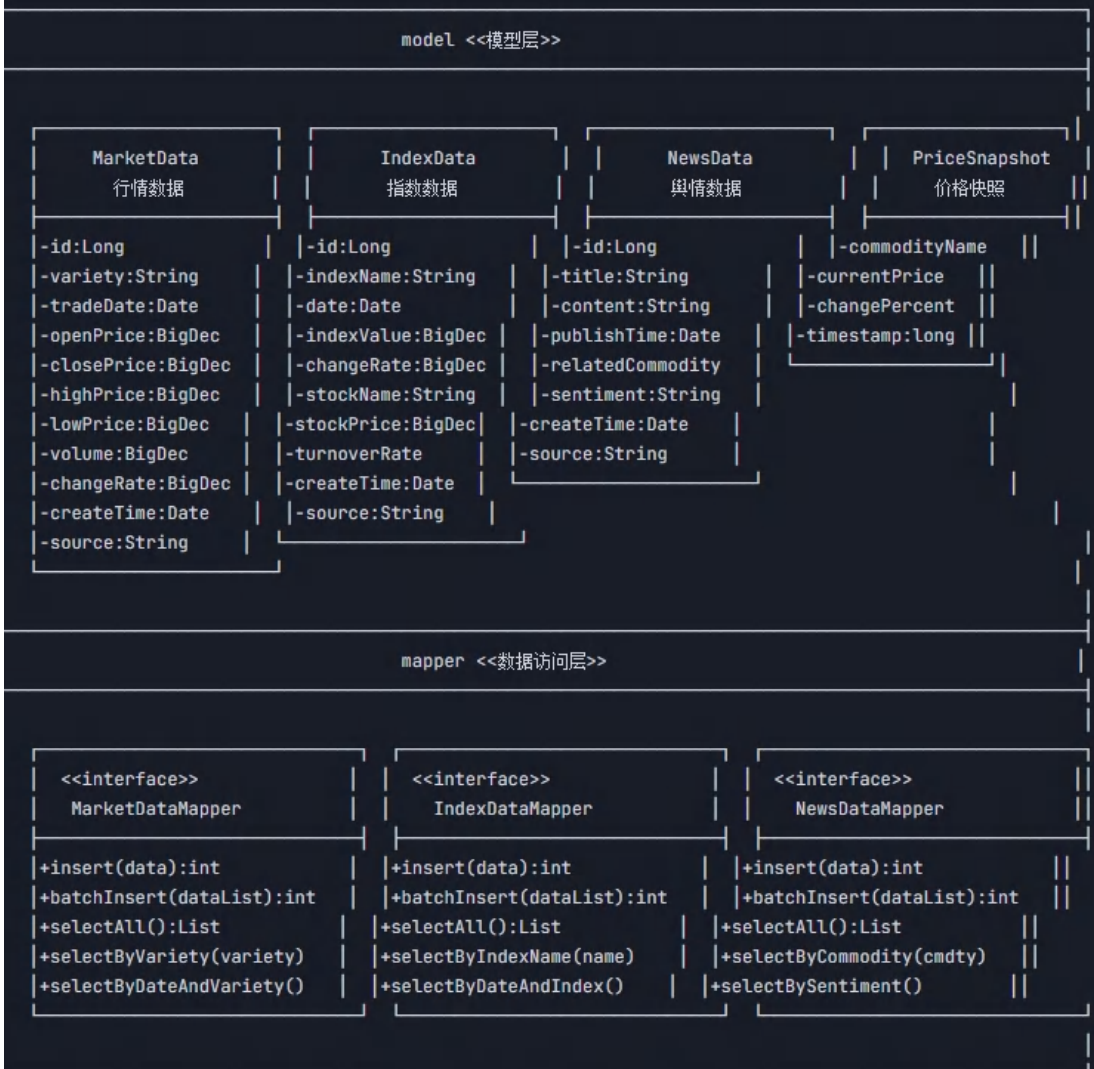 model <<模型层>>
MarketData IndexData NewsData PriceSnapshot
行情数据 指数数据 舆情数据 价格快照
-id:Long -id:Long -id:Long -commodityName
-variety:String -indexName:String -title:String -currentPrice
-tradeDate:Date -date:Date -content:String -changePercent
-openPrice:BigDec -indexValue:BigDec -publishTime:Date -timestamp:long
-closePrice:BigDec -changeRate:BigDec -relatedCommodity
-highPrice:BigDec -stockName:String -sentiment:String
-lowPrice:BigDec -stockPrice:BigDec -createTime:Date
-volume:BigDec -turnoverRate -source:String
-changeRate:BigDec -createTime:Date
-createTime:Date -source:String
-source:String
mapper <<数据访问层>>
<<interface>> <<interface>> <<interface>>
MarketDataMapper IndexDataMapper NewsDataMapper
+insert(data):int +insert(data):int +insert(data):int
+batchInsert(dataList):int +batchInsert(dataList):int +batchInsert(dataList):int
+selectAll():List +selectAll():List +selectAll():List
+selectByVariety(variety) +selectByIndexName(name) +selectByCommodity(cmdty)
+selectByDateAndVariety() +selectByDateAndIndex() +selectBySentiment()